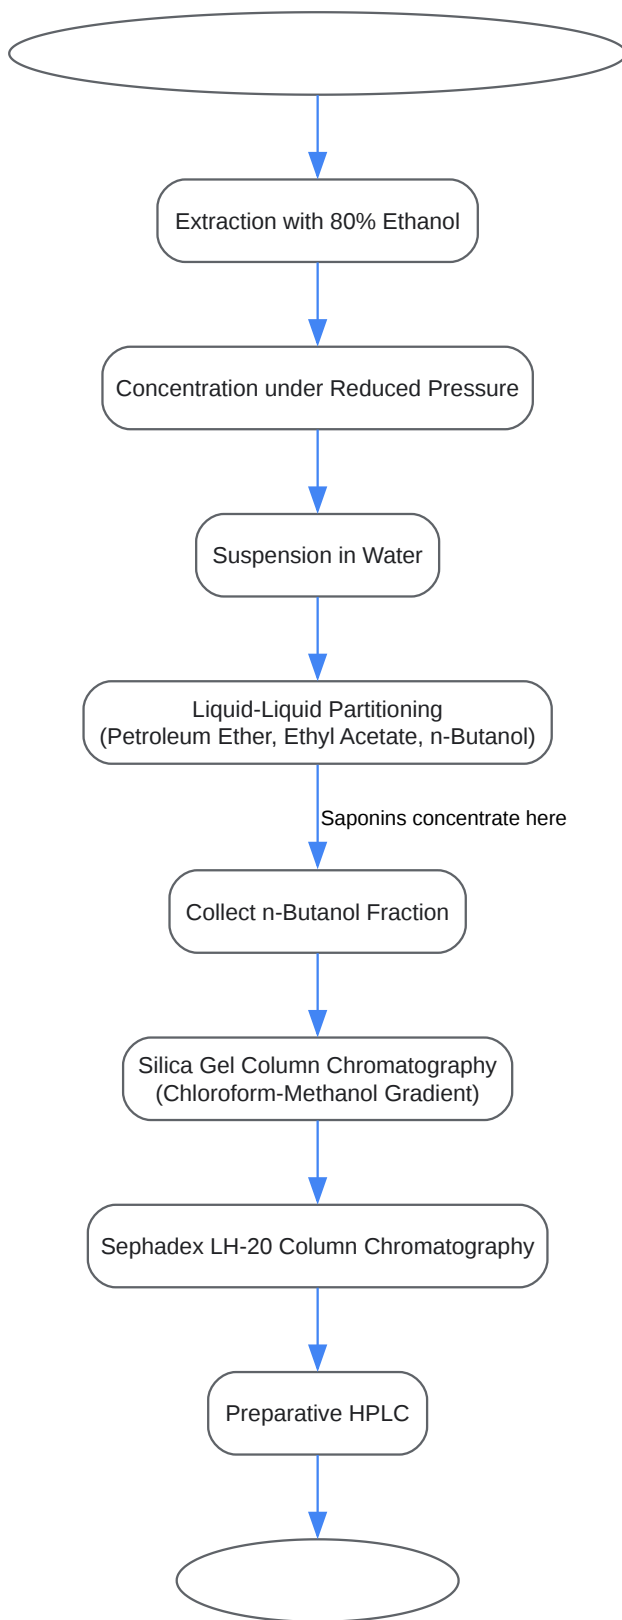 Extraction with 80% Ethanol
Concentration under Reduced Pressure
Suspension in Water
Liquid-Liquid Partitioning
(Petroleum Ether, Ethyl Acetate, n-Butanol)
Saponins concentrate here
Collect n-Butanol Fraction
Silica Gel Column Chromatography
(Chloroform-Methanol Gradient)
Sephadex LH-20 Column Chromatography
Preparative HPLC